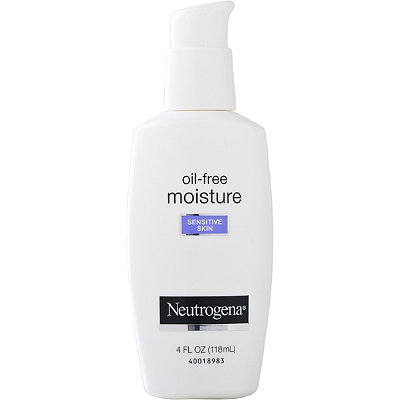 oil-free
moisture
SENSITIVE
SKIN
Neutrogena®
4 FL OZ (118mL)
40018983